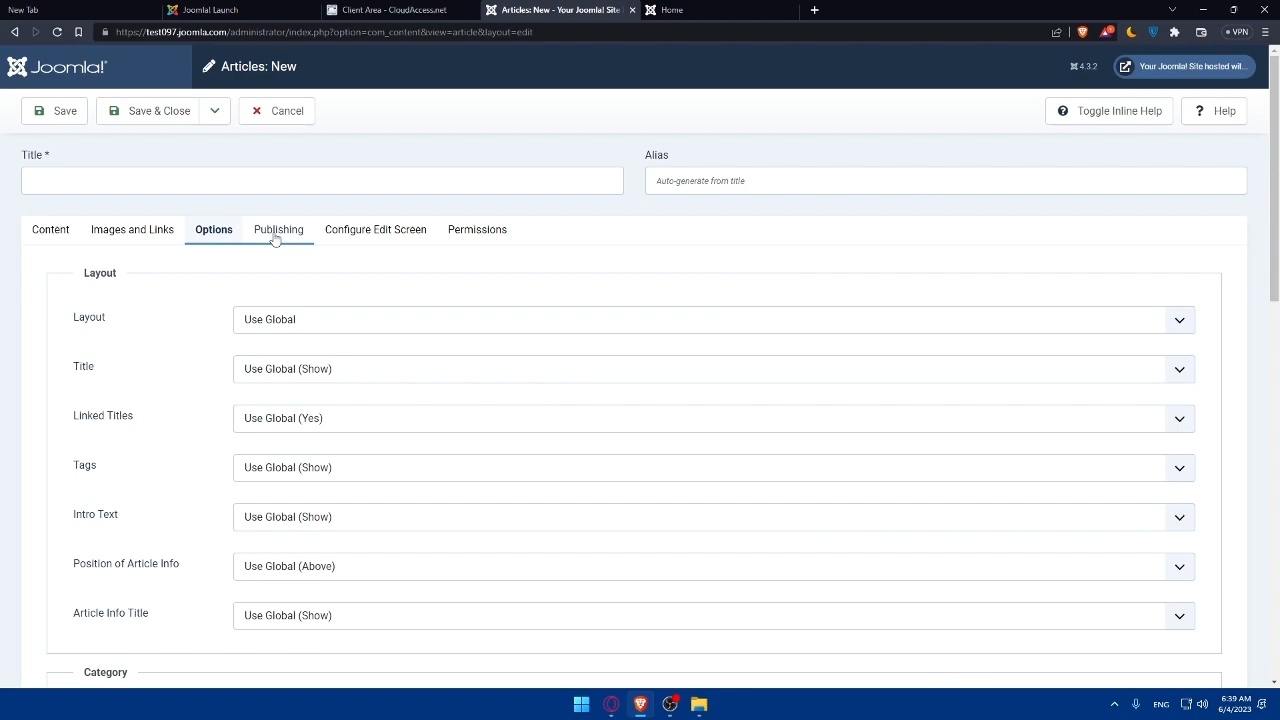 New Tab
Joomla Launch
Client Area - CloudAccess.net
Articles: New - Your Joomla! Site
Home
https://test097.joomla.com/administrator/index.php?option=com_content&view=article&layout=edit
VPN
Joomla!
Articles: New
4.3.2
Your Joomla! Site hosted wil...
Save
Save & Close
Cancel
Toggle Inline Help
Help
Title *
Alias
Auto-generate from title
Content
Images and Links
Options
Publishing
Configure Edit Screen
Permissions
Layout
Layout
Use Global
Title
Use Global (Show)
Linked Titles
Use Global (Yes)
Tags
Use Global (Show)
Intro Text
Use Global (Show)
Position of Article Info
Use Global (Above)
Article Info Title
Use Global (Show)
Category
ENG
6:39 AM
6/4/2023